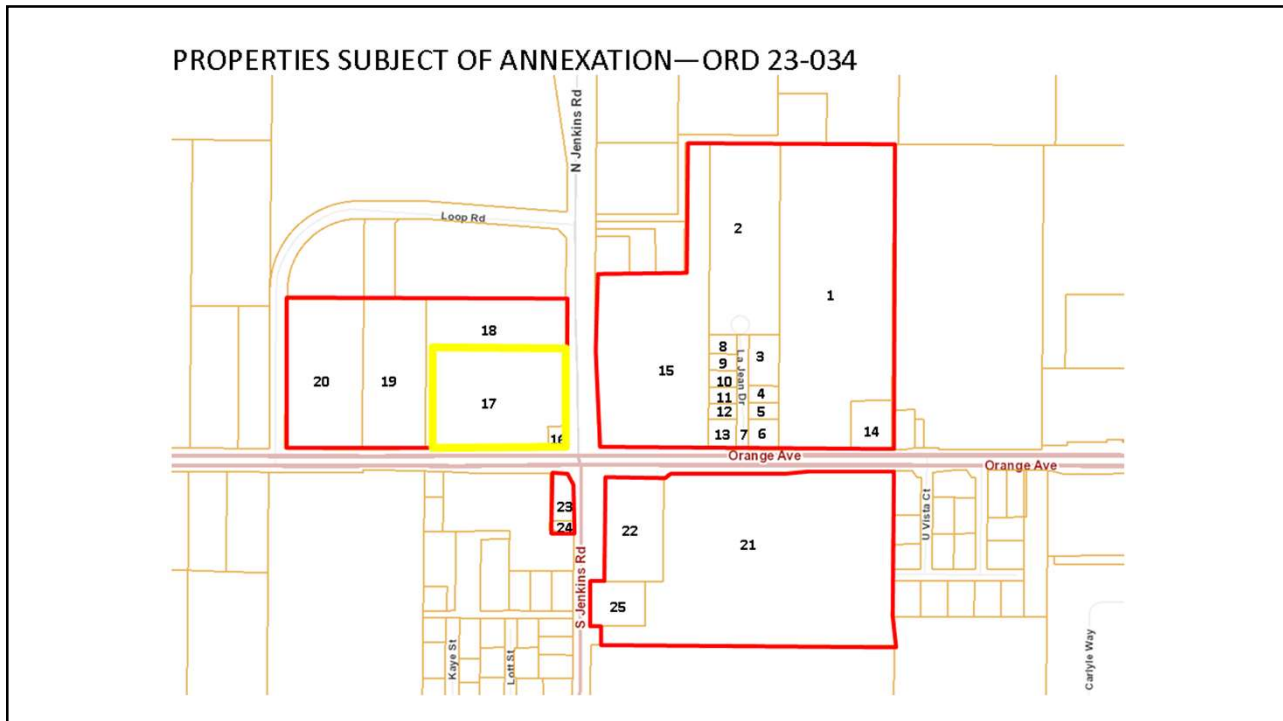 PROPERTIES SUBJECT OF ANNEXATION—ORD 23-034
N Jenkins Rd
Loop Rd
2
1
18
15
20
19
17
16
8
9
10
11
12
13
La Jean Dr
7
3
4
5
6
14
Orange Ave
Orange Ave
23
24
22
21
25
S Jenkins Rd
U Vista Ct
Kaye St
Lott St
Carlyle Way